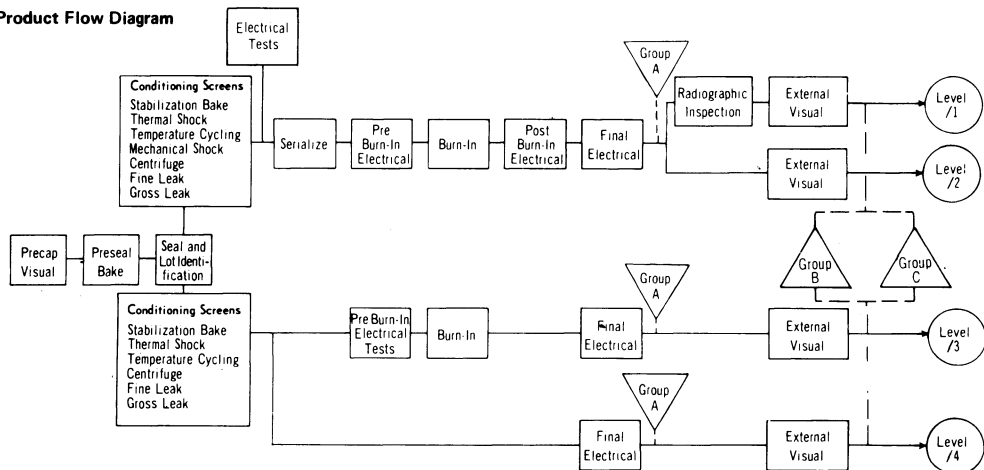 Product Flow Diagram
Electrical
Tests
Group
A
Conditioning Screens
Stabilization Bake
Thermal Shock
Temperature Cycling
Mechanical Shock
Centrifuge
Fine Leak
Gross Leak
Serialize
Pre
Burn-In
Electrical
Burn-In
Post
Burn-In
Electrical
Final
Electrical
Radiographic
Inspection
External
Visual
Level
/1
External
Visual
Level
/2
Precap
Visual
Preseal
Bake
Seal and
Lot Identi-
fication
Group
B
Group
C
Conditioning Screens
Stabilization Bake
Thermal Shock
Temperature Cycling
Centrifuge
Fine Leak
Gross Leak
Pre Burn-In
Electrical
Tests
Burn-In
Final
Electrical
Group
A
External
Visual
Level
/3
Final
Electrical
Group
A
External
Visual
Level
/4